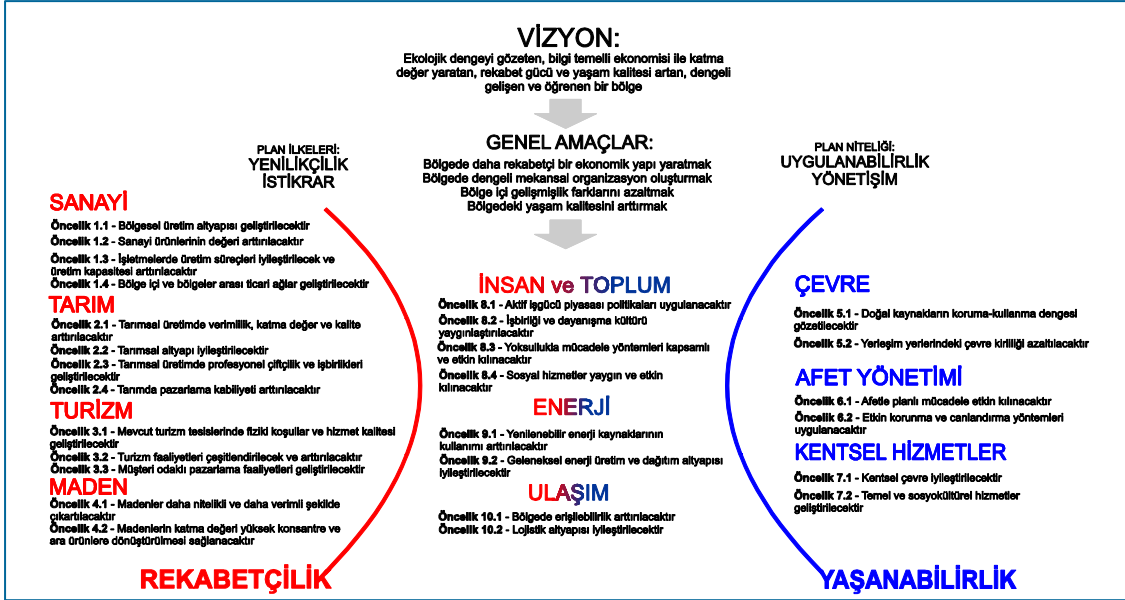 VİZYON:
Ekolojik dengeyi gözeten, bilgi temelli ekonomisi ile katma
değer yaratan, rekabet gücü ve yaşam kalitesi artan, dengeli
gelişen ve öğrenen bir bölge
GENEL AMAÇLAR:
Bölgede daha rekabetçi bir ekonomik yapı yaratmak
Bölgede dengeli mekansal organizasyon oluşturmak
Bölge içi gelişmişlik farklarını azaltmak
Bölgedeki yaşam kalitesini arttırmak
PLAN İLKELERİ:
YENİLİKÇİLİK
İSTİKRAR
PLAN NİTELİĞİ:
UYGULANABİLİRLİK
YÖNETİŞİM
SANAYİ
Öncelik 1.1 - Bölgesel üretim altyapısı geliştirilecektir
Öncelik 1.2 - Sanayi ürünlerinin değeri arttırılacaktır
Öncelik 1.3 - İşletmelerde üretim süreçleri iyileştirilecek ve
üretim kapasitesi arttırılacaktır
Öncelik 1.4 - Bölge içi ve bölgeler arası ticari ağlar geliştirilecektir
TARIM
Öncelik 2.1 - Tarımsal üretimde verimlilik, katma değer ve kalite
arttırılacaktır
Öncelik 2.2 - Tarımsal altyapı iyileştirilecektir
Öncelik 2.3 - Tarımsal üretimde profesyonel çiftçilik ve işbirlikleri
geliştirilecektir
Öncelik 2.4 - Tarımda pazarlama kabiliyeti arttırılacaktır
TURİZM
Öncelik 3.1 - Mevcut turizm tesislerinde fiziki koşullar ve hizmet kalitesi
geliştirilecektir
Öncelik 3.2 - Turizm faaliyetleri çeşitlendirilecek ve arttırılacaktır
Öncelik 3.3 - Müşteri odaklı pazarlama faaliyetleri geliştirilecektir
MADEN
Öncelik 4.1 - Madenler daha nitelikli ve daha verimli şekilde
çıkartılacaktır
Öncelik 4.2 - Madenlerin katma değeri yüksek konsantre ve
ara ürünlere dönüştürülmesi sağlanacaktır
REKABETÇİLİK
İNSAN ve TOPLUM
Öncelik 8.1 - Aktif işgücü piyasası politikaları uygulanacaktır
Öncelik 8.2 - İşbirliği ve dayanışma kültürü
yaygınlaştırılacaktır
Öncelik 8.3 - Yoksullukla mücadele yöntemleri kapsamlı
ve etkin kılınacaktır
Öncelik 8.4 - Sosyal hizmetler yaygın ve etkin
kılınacaktır
ENERJİ
Öncelik 9.1 - Yenilenebilir enerji kaynaklarının
kullanımı arttırılacaktır
Öncelik 9.2 - Geleneksel enerji üretim ve dağıtım altyapısı
iyileştirilecektir
ULAŞIM
Öncelik 10.1 - Bölgede erişilebilirlik arttırılacaktır
Öncelik 10.2 - Lojistik altyapısı iyileştirilecektir
ÇEVRE
Öncelik 5.1 - Doğal kaynakların koruma-kullanma dengesi
gözetilecektir
Öncelik 5.2 - Yerleşim yerlerindeki çevre kirliliği azaltılacaktır
AFET YÖNETİMİ
Öncelik 6.1 - Afetle planlı mücadele etkin kılınacaktır
Öncelik 6.2 - Etkin korunma ve canlandırma yöntemleri
uygulanacaktır
KENTSEL HİZMETLER
Öncelik 7.1 - Kentsel çevre iyileştirilecektir
Öncelik 7.2 - Temel ve sosyokültürel hizmetler
geliştirilecektir
YAŞANABİLİRLİK